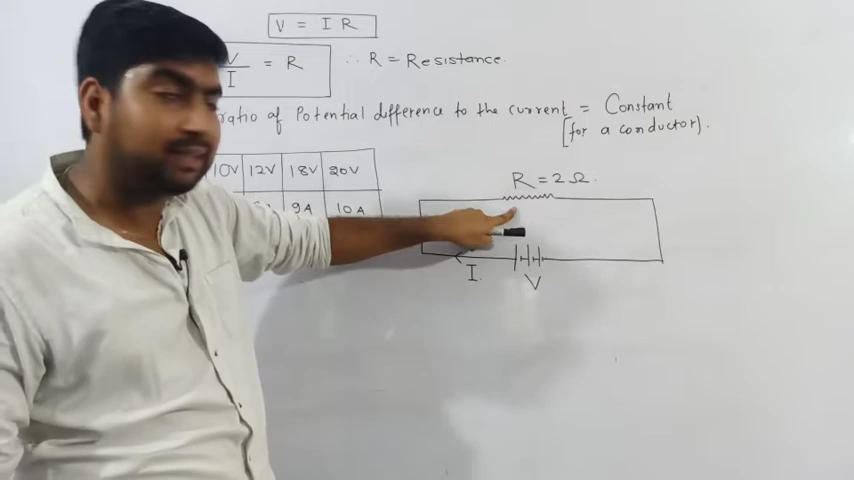 V = I R
V/I = R ∴ R = Resistance.
ratio of Potential difference to the current = Constant
[for a conductor).
10V 12V 18V 20V
9A 10A
R = 2 Ω.
I.
V